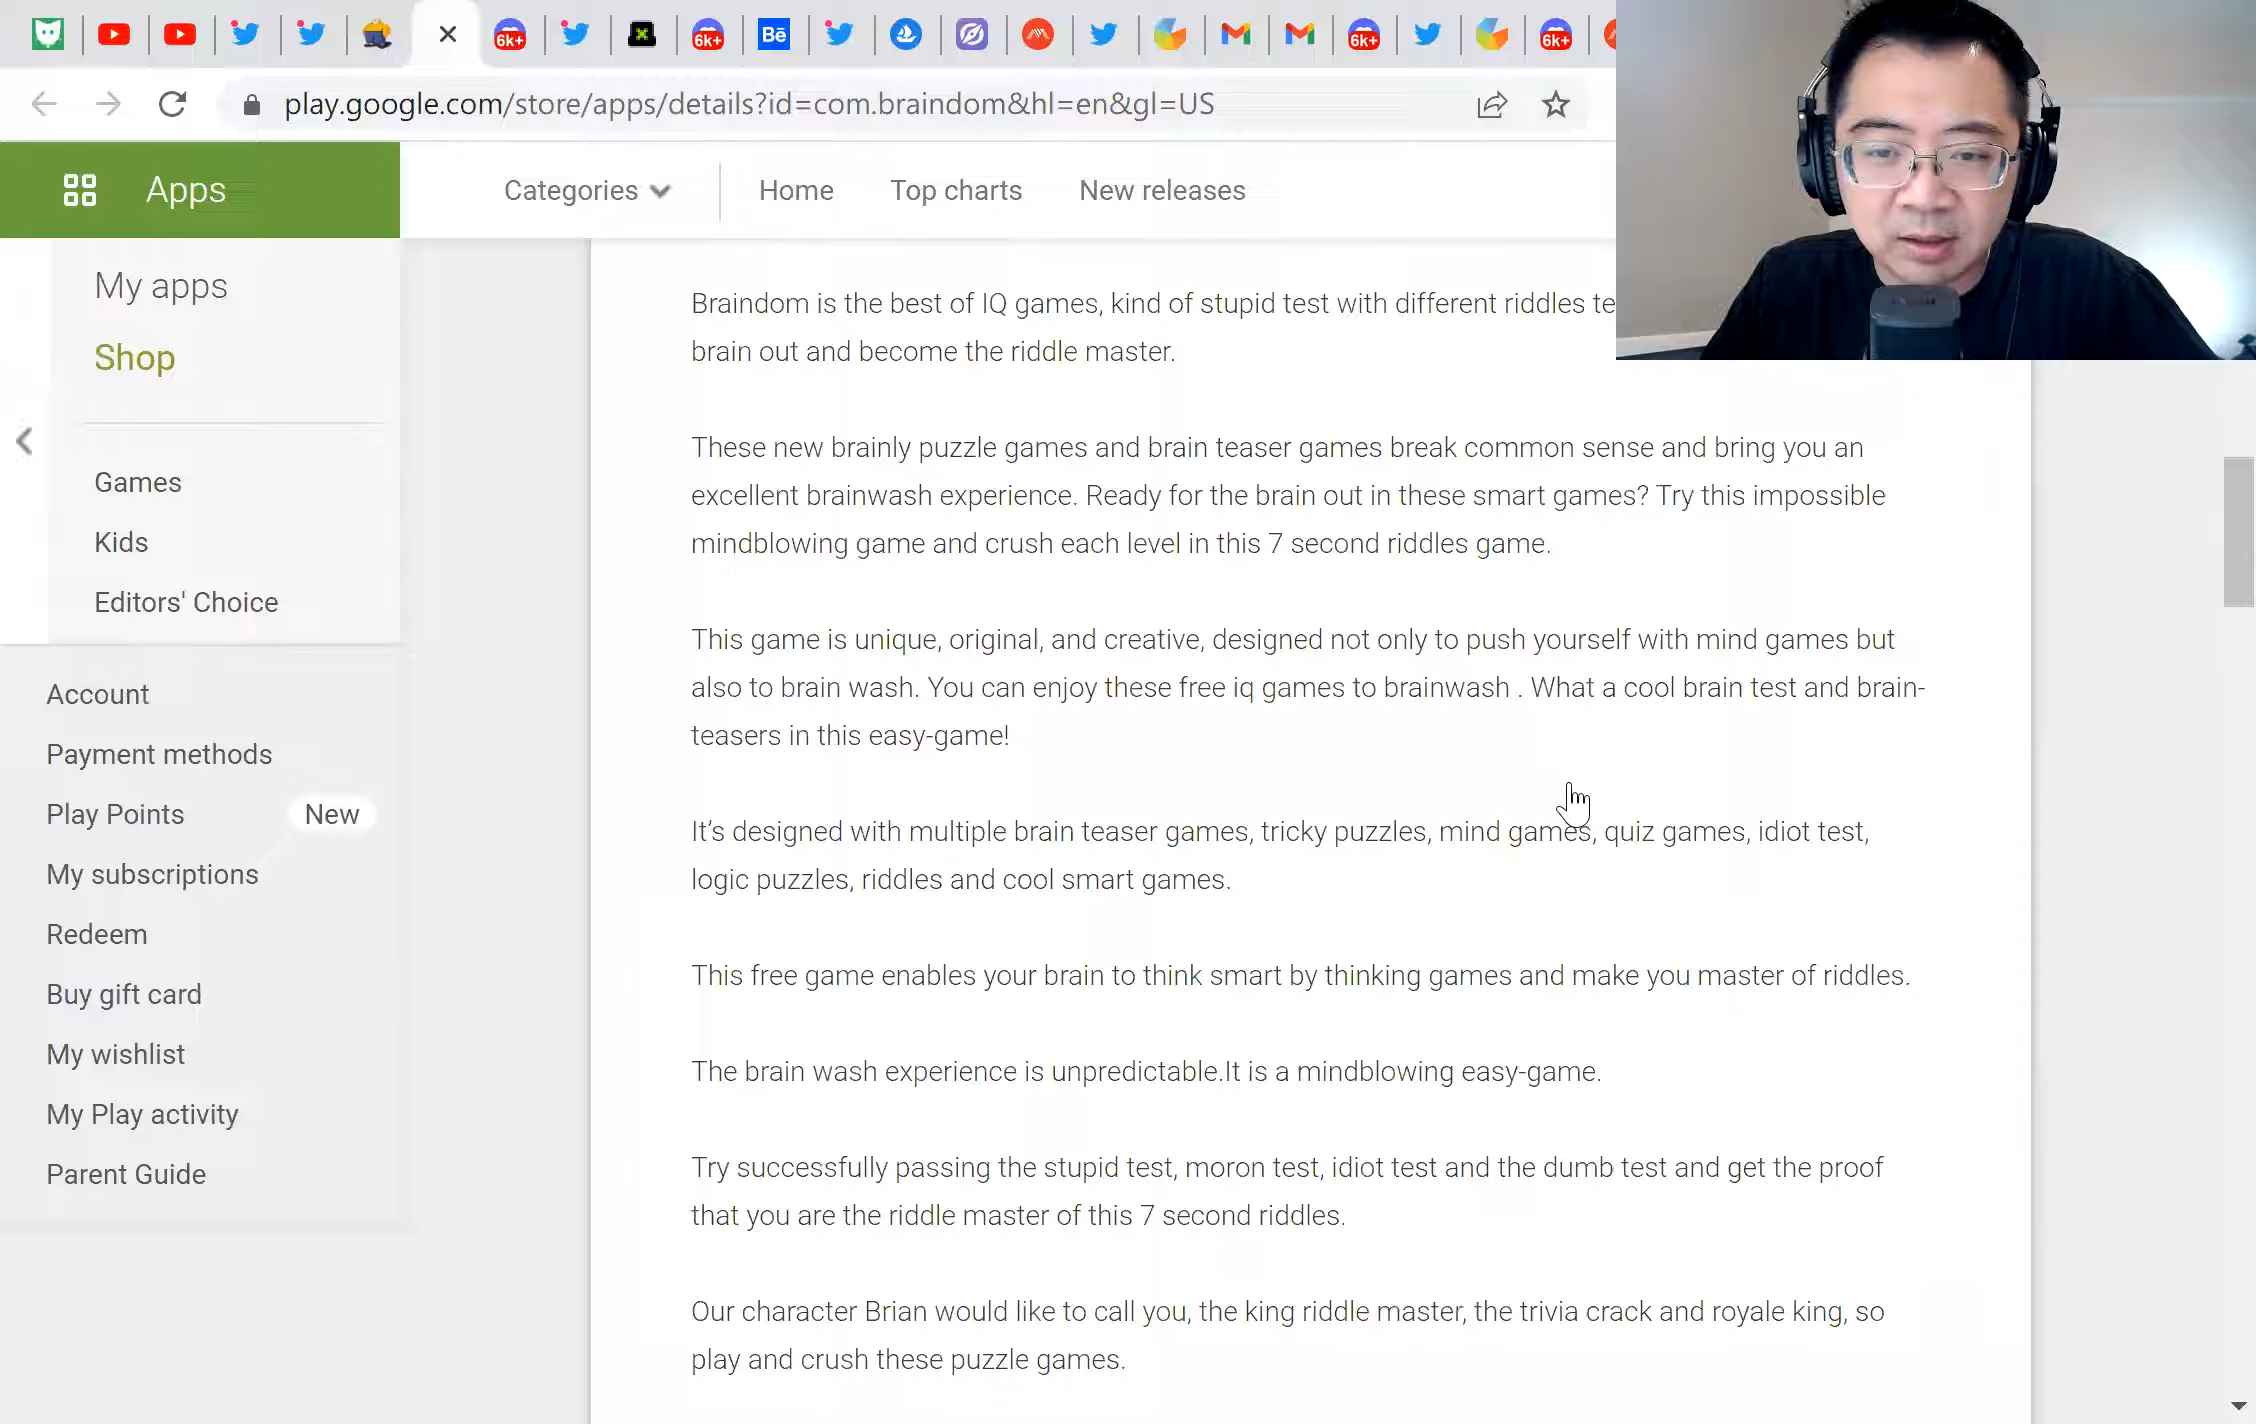 6k+
6k+
Bē
6k+
6k+
play.google.com/store/apps/details?id=com.braindom&hl=en&gl=US
Apps
Categories
Home
Top charts
New releases
My apps
Shop
Games
Kids
Editors' Choice
Account
Payment methods
Play Points
New
My subscriptions
Redeem
Buy gift card
My wishlist
My Play activity
Parent Guide
Braindom is the best of IQ games, kind of stupid test with different riddles
brain out and become the riddle master.
These new brainly puzzle games and brain teaser games break common sense and bring you an
excellent brainwash experience. Ready for the brain out in these smart games? Try this impossible
mindblowing game and crush each level in this 7 second riddles game.
This game is unique, original, and creative, designed not only to push yourself with mind games but
also to brain wash. You can enjoy these free iq games to brainwash . What a cool brain test and brain-
teasers in this easy-game!
It's designed with multiple brain teaser games, tricky puzzles, mind games, quiz games, idiot test,
logic puzzles, riddles and cool smart games.
This free game enables your brain to think smart by thinking games and make you master of riddles.
The brain wash experience is unpredictable.It is a mindblowing easy-game.
Try successfully passing the stupid test, moron test, idiot test and the dumb test and get the proof
that you are the riddle master of this 7 second riddles.
Our character Brian would like to call you, the king riddle master, the trivia crack and royale king, so
play and crush these puzzle games.